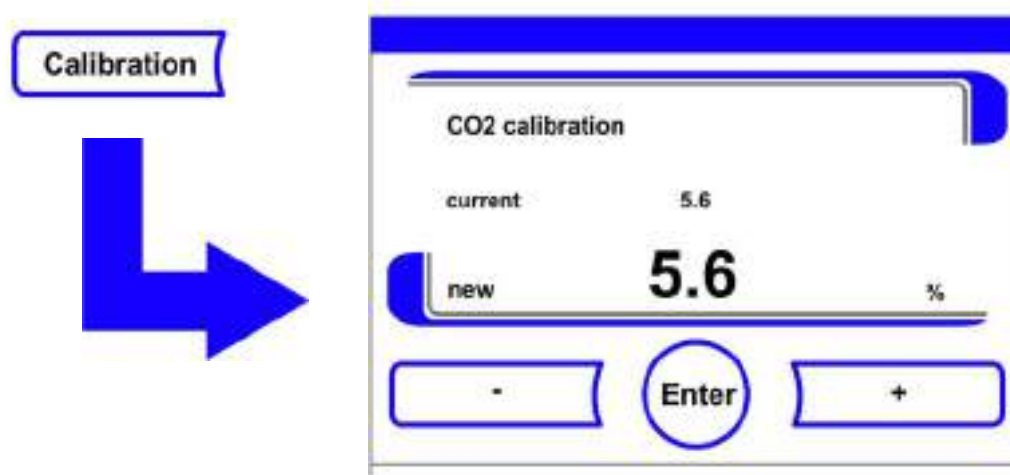 Calibration
CO2 calibration
current 5.6
new 5.6 %
- Enter +